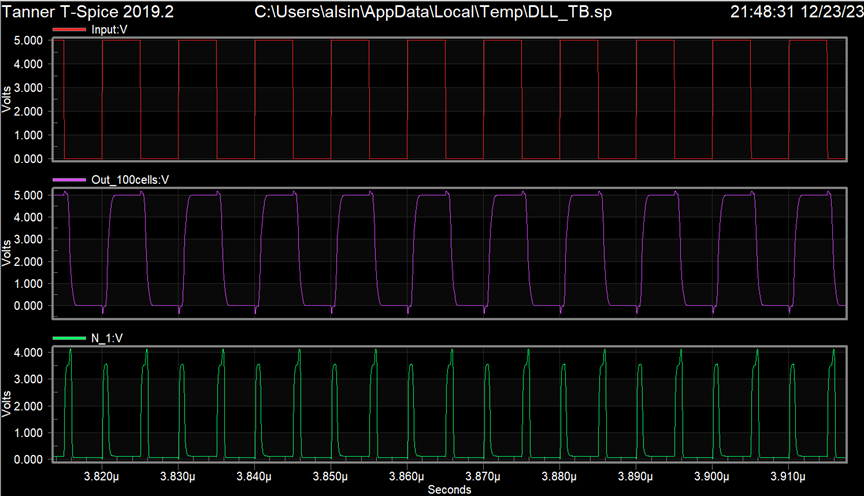 Tanner T-Spice 2019.2 C:\Users\alsin\AppData\Local\Temp\DLL_TB.sp 21:48:31 12/23/23
Input:V
5.000
4.000
3.000
2.000
1.000
0.000
Volts
Out_100cells:V
5.000
4.000
3.000
2.000
1.000
0.000
Volts
N_1:V
4.000
3.000
2.000
1.000
0.000
Volts
3.820µ 3.830µ 3.840µ 3.850µ 3.860µ 3.870µ 3.880µ 3.890µ 3.900µ 3.910µ
Seconds